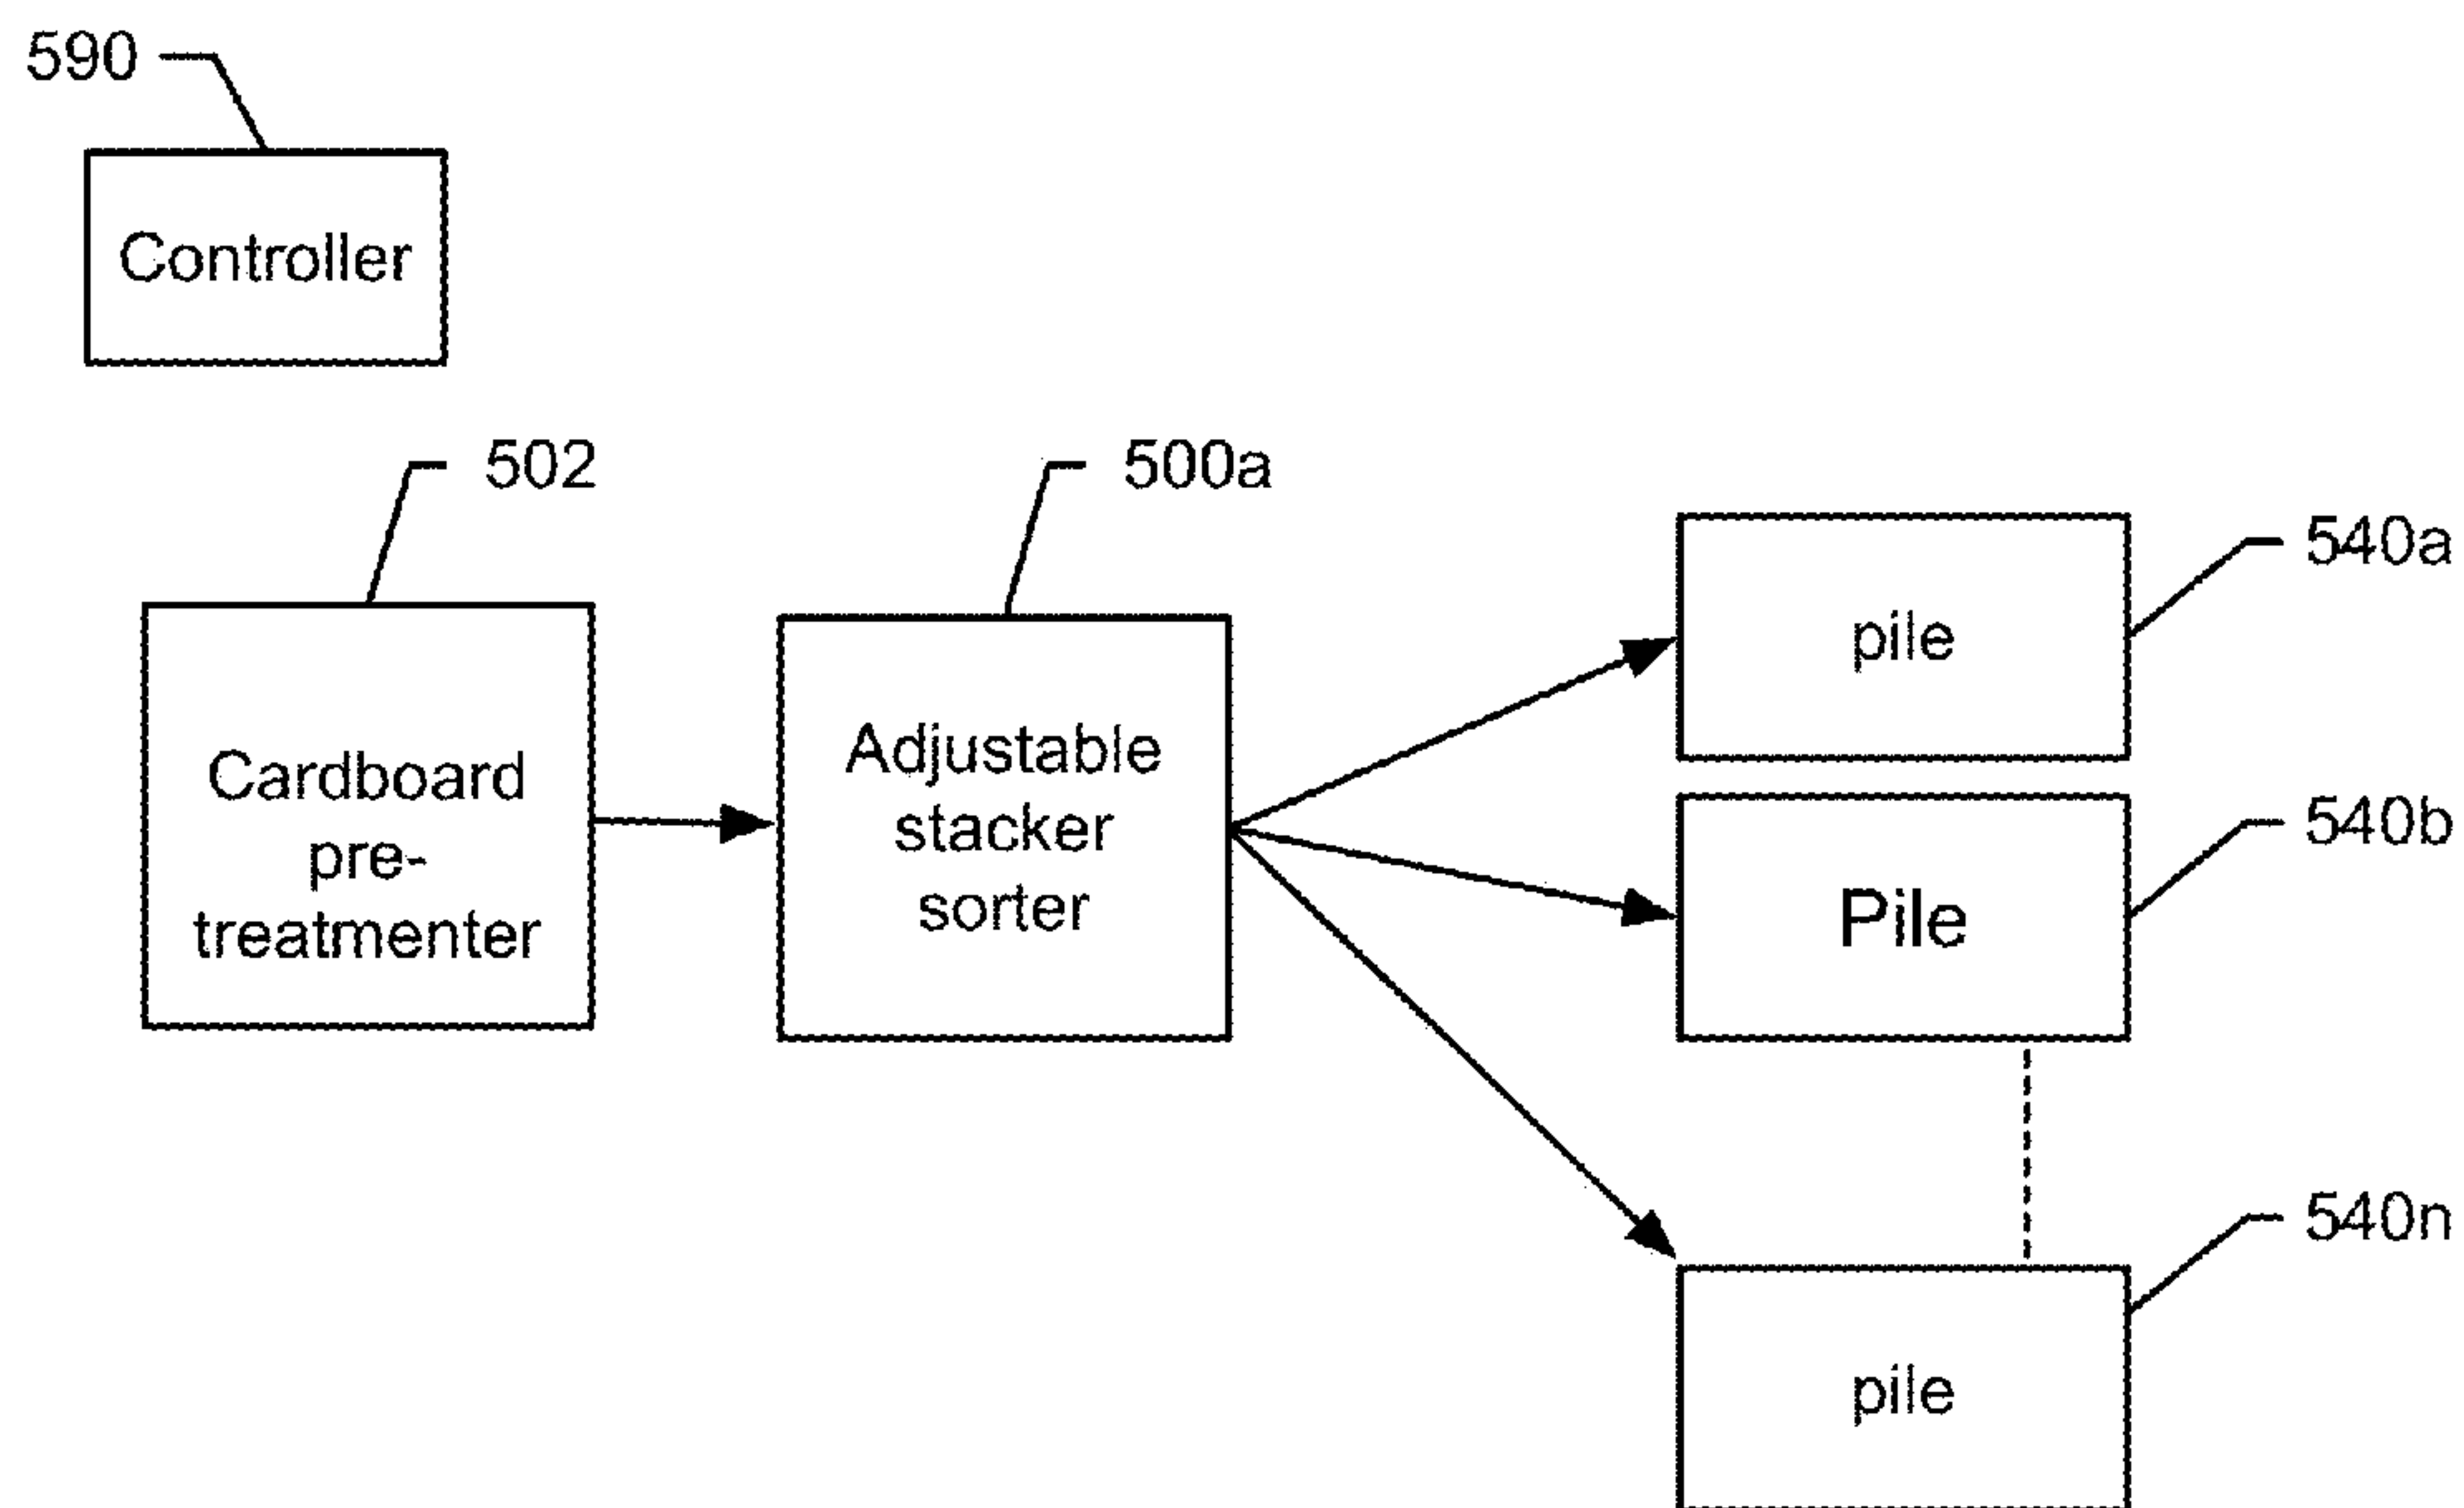 590
Controller
502
500a
Cardboard
pre-
treatmenter
Adjustable
stacker
sorter
540a
pile
540b
Pile
540n
pile